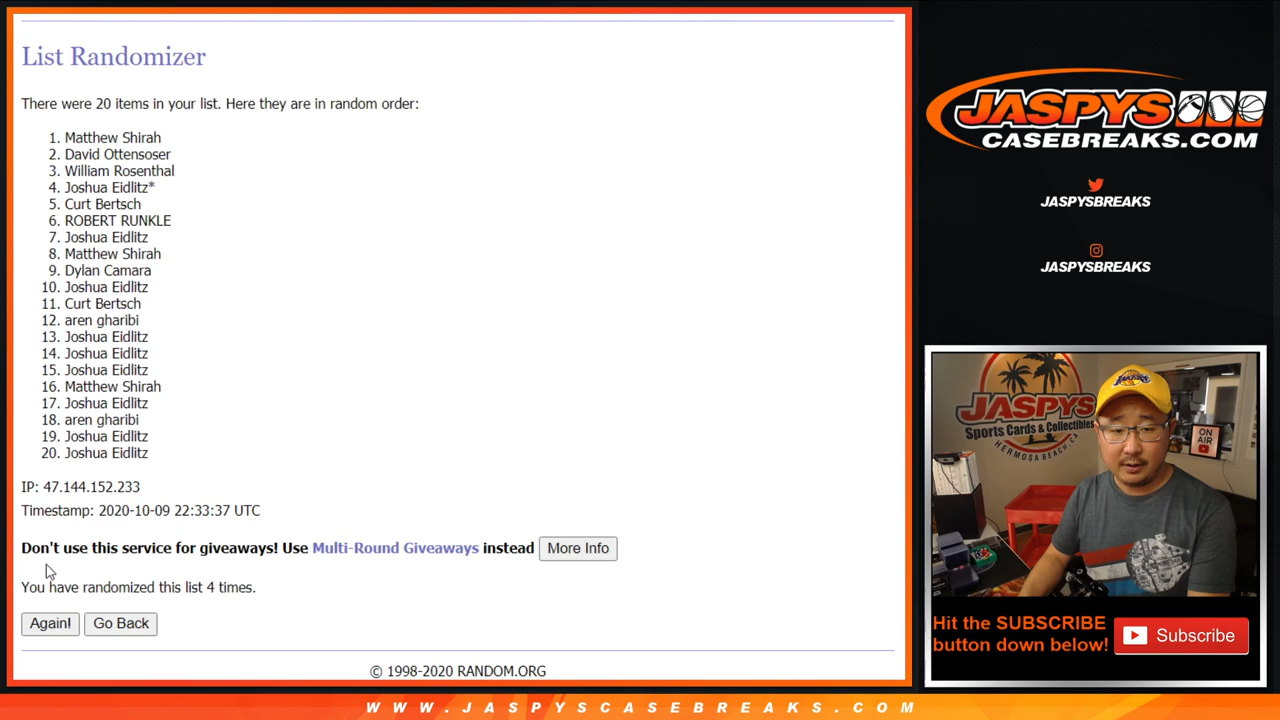 List Randomizer
There were 20 items in your list. Here they are in random order:
1. Matthew Shirah
2. David Ottensoser
3. William Rosenthal
4. Joshua Eidlitz*
5. Curt Bertsch
6. ROBERT RUNKLE
7. Joshua Eidlitz
8. Matthew Shirah
9. Dylan Camara
10. Joshua Eidlitz
11. Curt Bertsch
12. aren gharibi
13. Joshua Eidlitz
14. Joshua Eidlitz
15. Joshua Eidlitz
16. Matthew Shirah
17. Joshua Eidlitz
18. aren gharibi
19. Joshua Eidlitz
20. Joshua Eidlitz
IP: 47.144.152.233
Timestamp: 2020-10-09 22:33:37 UTC
Don't use this service for giveaways! Use Multi-Round Giveaways instead More Info
You have randomized this list 4 times.
Again! Go Back
© 1998-2020 RANDOM.ORG
JASPYS
CASEBREAKS.COM
JASPYSBREAKS
JASPYSBREAKS
JASPYS
Sports Cards & Collectibles
HERMOSA BEACH, CA
LAKERS
ON
AIR
Hit the SUBSCRIBE
button down below!
Subscribe
WWW.JASPYSCASEBREAKS.COM